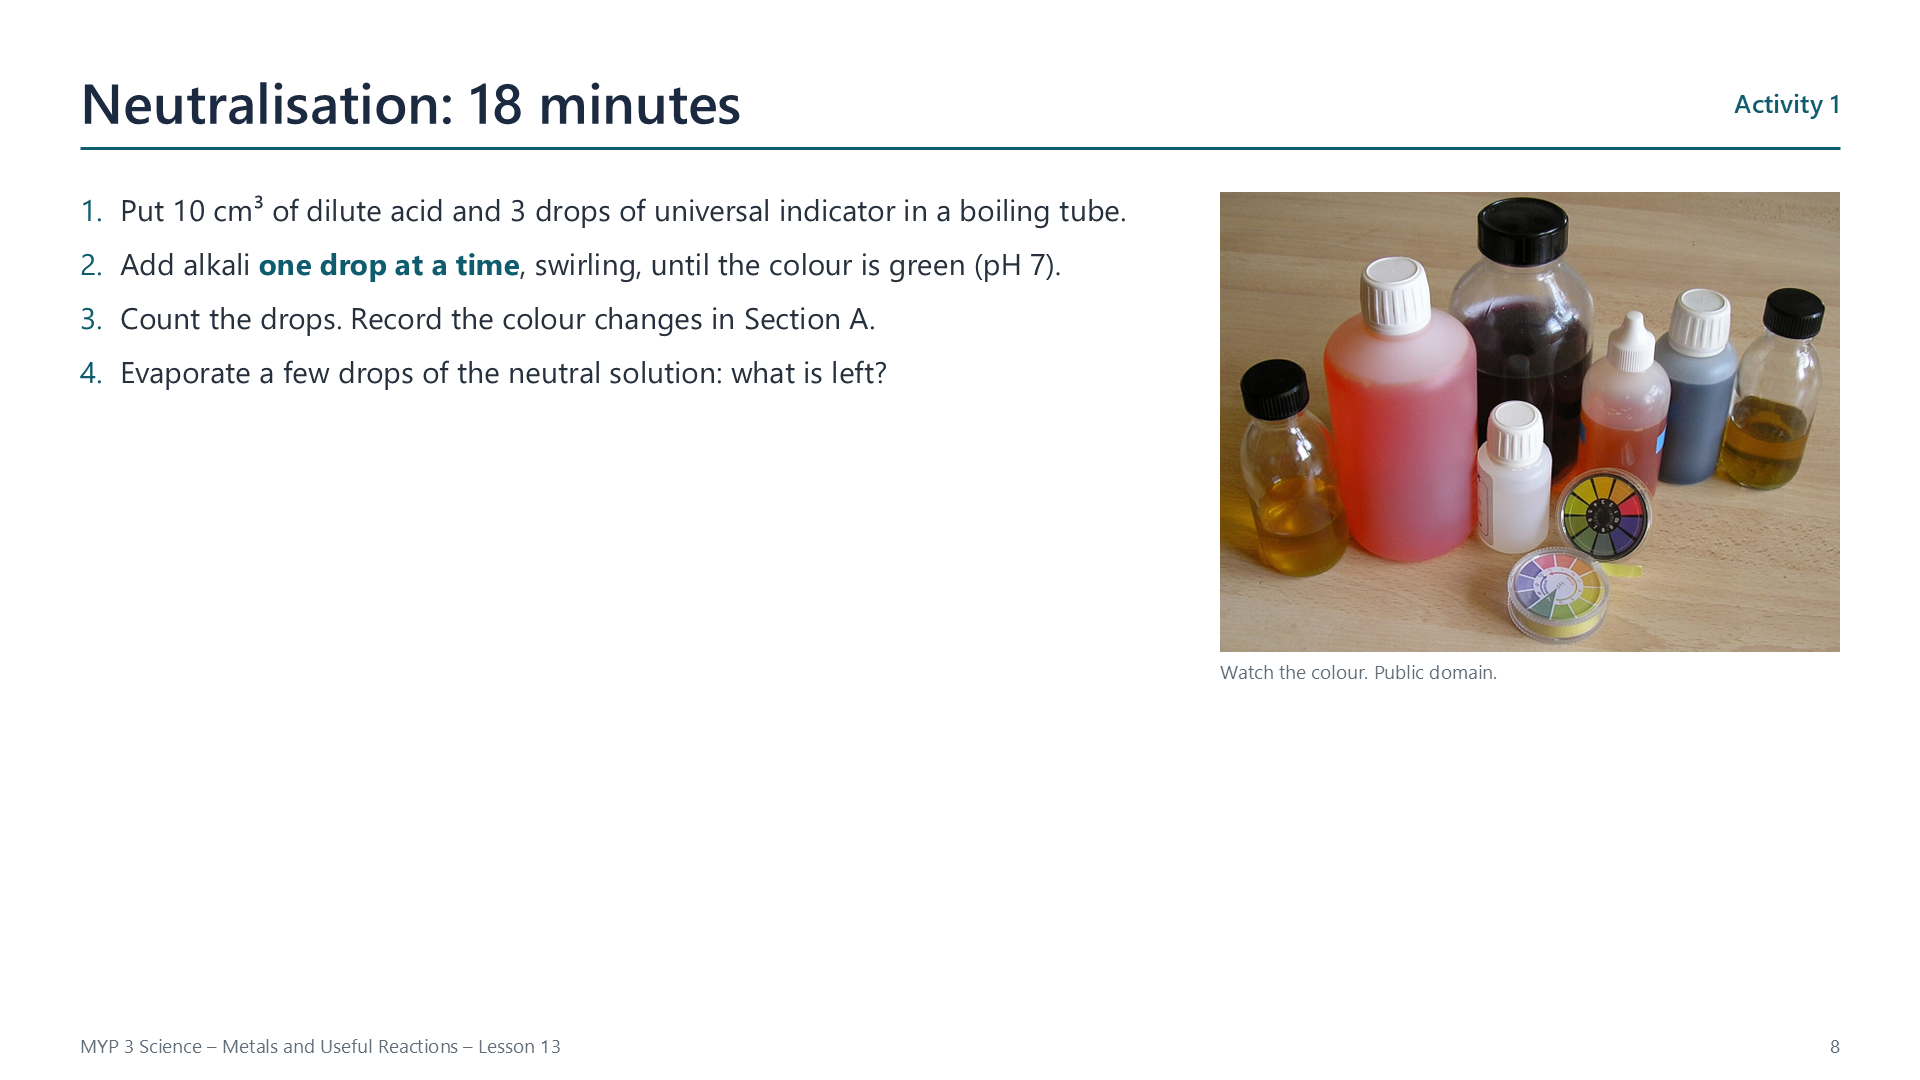 Neutralisation: 18 minutes
Activity 1
1. Put 10 cm³ of dilute acid and 3 drops of universal indicator in a boiling tube.
2. Add alkali one drop at a time, swirling, until the colour is green (pH 7).
3. Count the drops. Record the colour changes in Section A.
4. Evaporate a few drops of the neutral solution: what is left?
Watch the colour. Public domain.
MYP 3 Science – Metals and Useful Reactions – Lesson 13
8